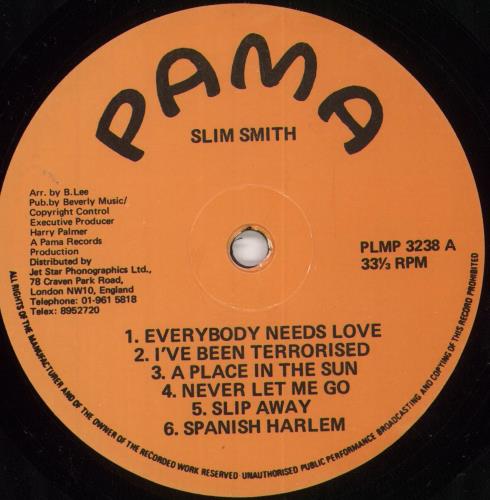 PAMA
SLIM SMITH
Arr. by B.Lee
Pub.by Beverly Music/
Copyright Control
Executive Producer
Harry Palmer
A Pama Records
Production
Distributed by
Jet Star Phonographics Ltd.,
78 Craven Park Road,
London NW10, England
Telephone: 01-961 5818
Telex: 8952720
PLMP 3238 A
33⅓ RPM
1. EVERYBODY NEEDS LOVE
2. I'VE BEEN TERRORISED
3. A PLACE IN THE SUN
4. NEVER LET ME GO
5. SLIP AWAY
6. SPANISH HARLEM
ALL RIGHTS OF THE MANUFACTURER AND OF THE OWNER OF THE RECORDED WORK RESERVED·UNAUTHORISED PUBLIC PERFORMANCE BROADCASTING AND COPYING OF THIS RECORD PROHIBITED